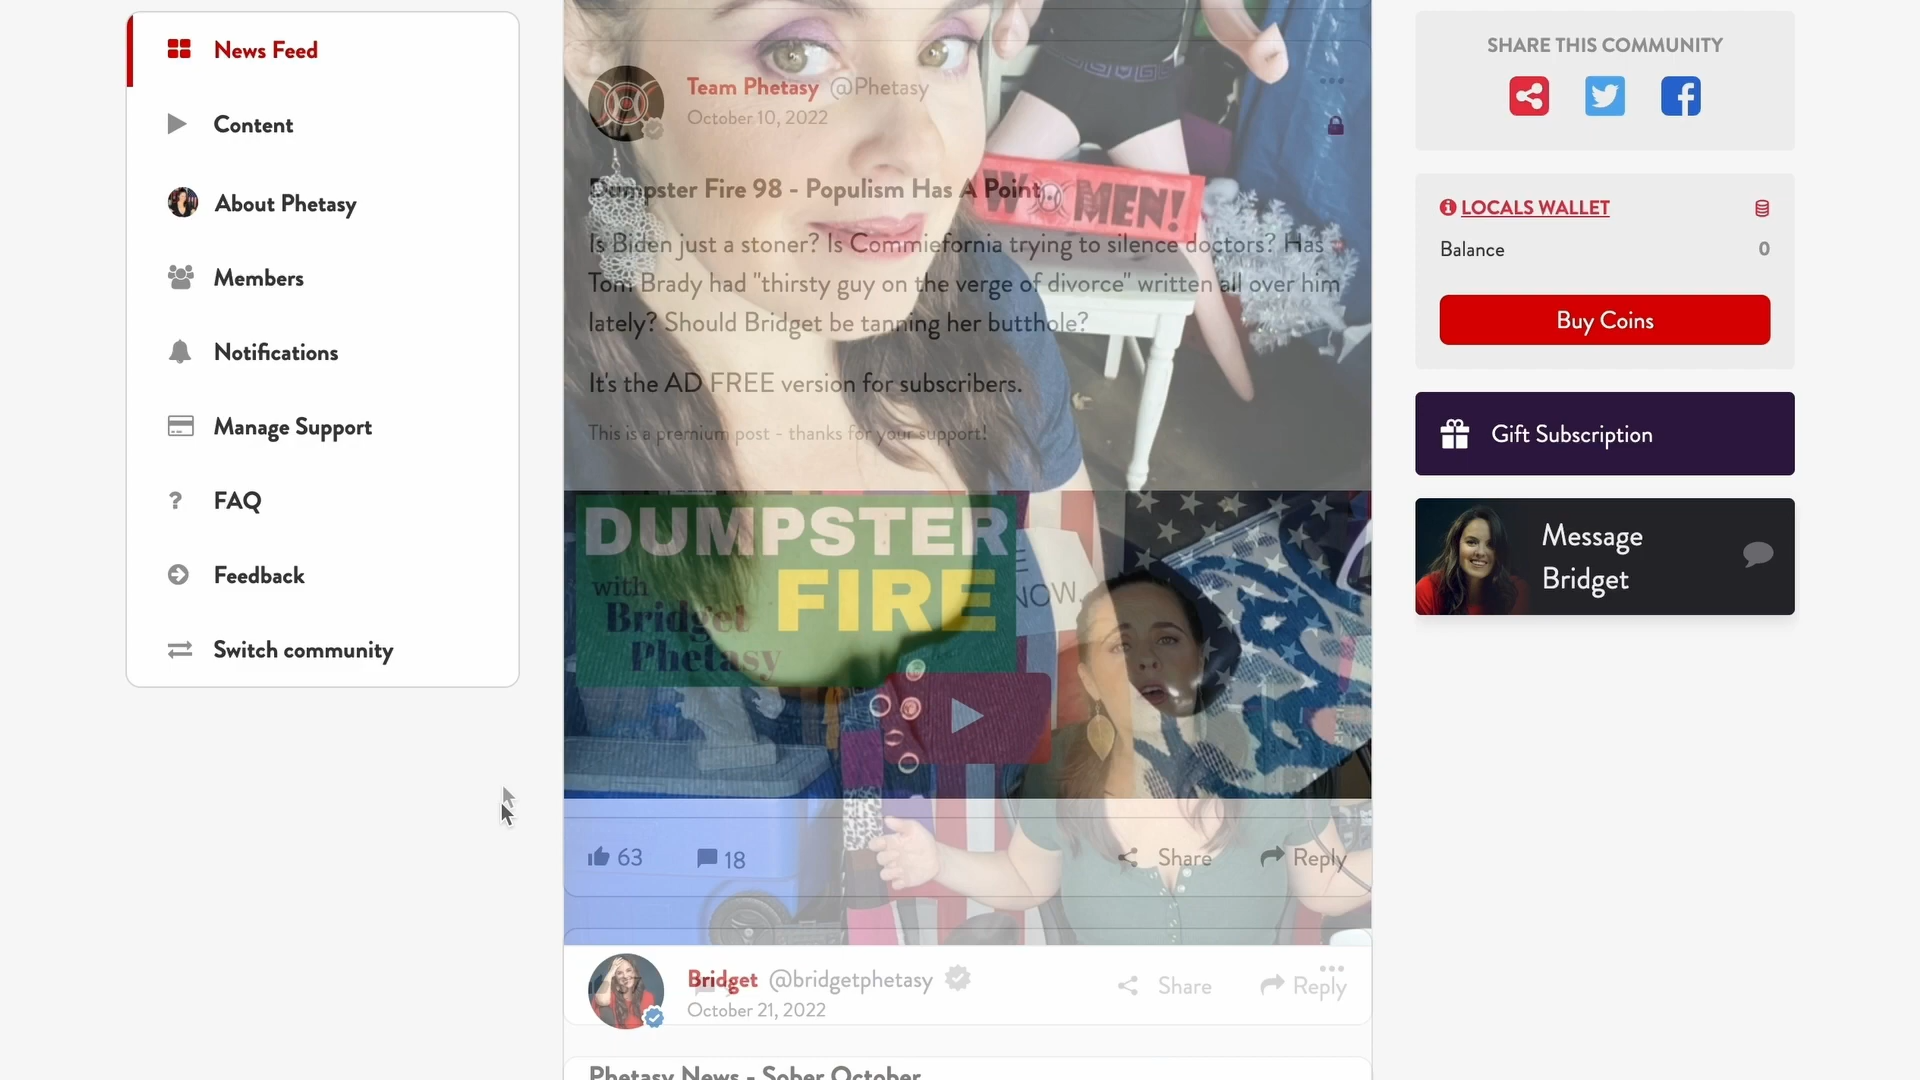 News Feed
Content
About Phetasy
Members
Notifications
Manage Support
FAQ
Feedback
Switch community
Team Phetasy @Phetasy
October 10, 2022
Dumpster Fire 98 - Populism Has A Point
WOMEN!
Is Biden just a stoner? Is Commiefornia trying to silence doctors? Has
Tom Brady had "thirsty guy on the verge of divorce" written all over him
lately? Should Bridget be tanning her butthole?
It's the AD FREE version for subscribers.
This is a premium post - thanks for your support!
DUMPSTER
FIRE
with
Bridget
Phetasy
NOW.
63
18
Share
Reply
Bridget @bridgetphetasy
October 21, 2022
Share
Reply
Phetasy News - Sober October
SHARE THIS COMMUNITY
LOCALS WALLET
Balance 0
Buy Coins
Gift Subscription
Message
Bridget